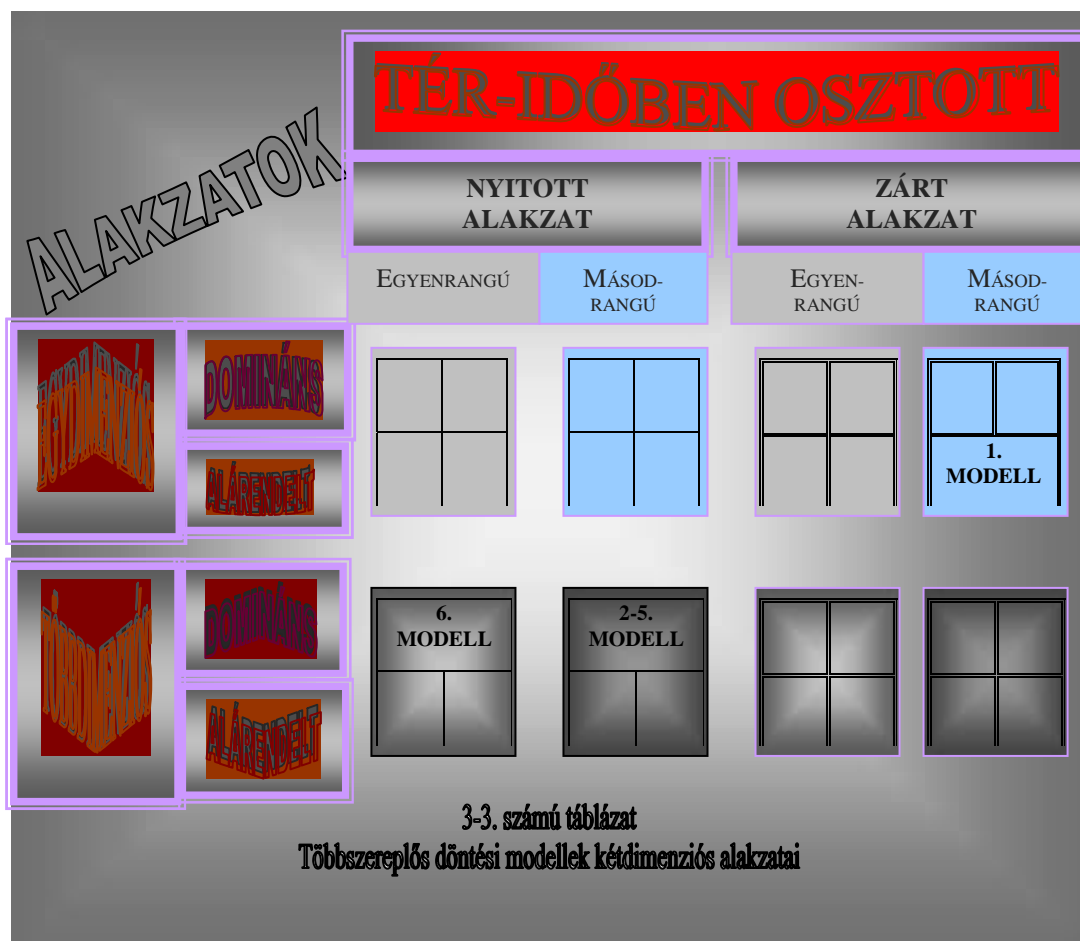 TÉR-IDŐBEN OSZTOTT
ALAKZATOK
NYITOTT
ALAKZAT
ZÁRT
ALAKZAT
EGYENRANGÚ
MÁSOD-
RANGÚ
EGYEN-
RANGÚ
MÁSOD-
RANGÚ
EGYDIMENZIÓS
DOMINÁNS
ALÁRENDELT
1.
MODELL
TÖBBDIMENZIÓS
DOMINÁNS
ALÁRENDELT
6.
MODELL
2-5.
MODELL
3-3. számú táblázat
Többszereplős döntési modellek kétdimenziós alakzatai